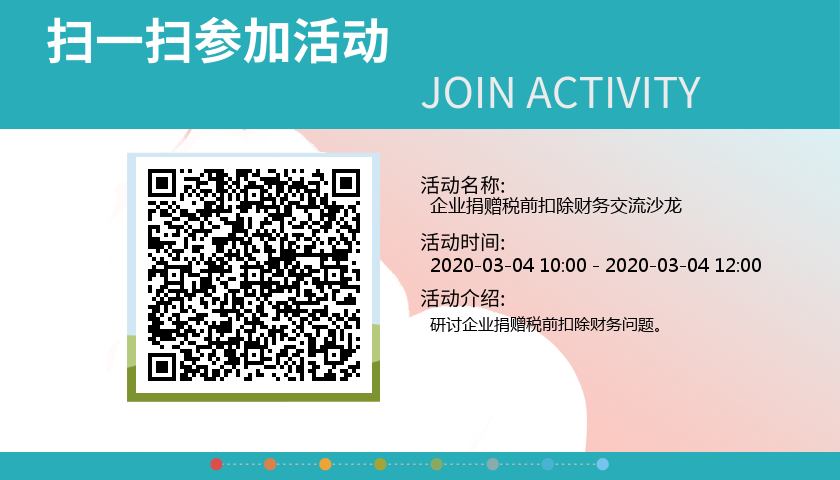 扫一扫参加活动
JOIN ACTIVITY
活动名称:
企业捐赠税前扣除财务交流沙龙
活动时间:
2020-03-04 10:00 - 2020-03-04 12:00
活动介绍:
研讨企业捐赠税前扣除财务问题。